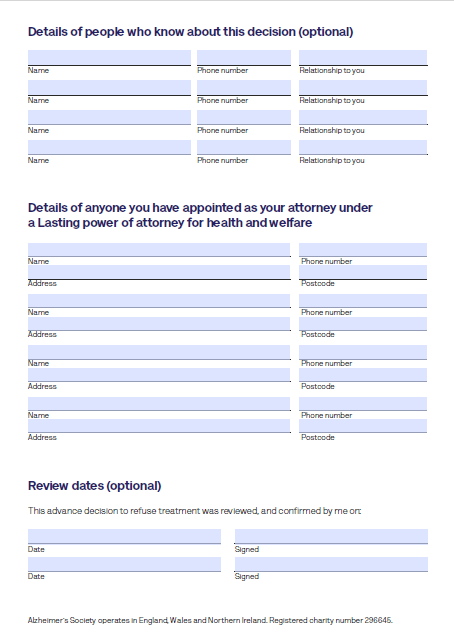 Details of people who know about this decision (optional)
Name Phone number Relationship to you
Name Phone number Relationship to you
Name Phone number Relationship to you
Name Phone number Relationship to you
Details of anyone you have appointed as your attorney under
a Lasting power of attorney for health and welfare
Name Phone number
Address Postcode
Name Phone number
Address Postcode
Name Phone number
Address Postcode
Name Phone number
Address Postcode
Review dates (optional)
This advance decision to refuse treatment was reviewed, and confirmed by me on:
Date Signed
Date Signed
Alzheimer's Society operates in England, Wales and Northern Ireland. Registered charity number 296645.